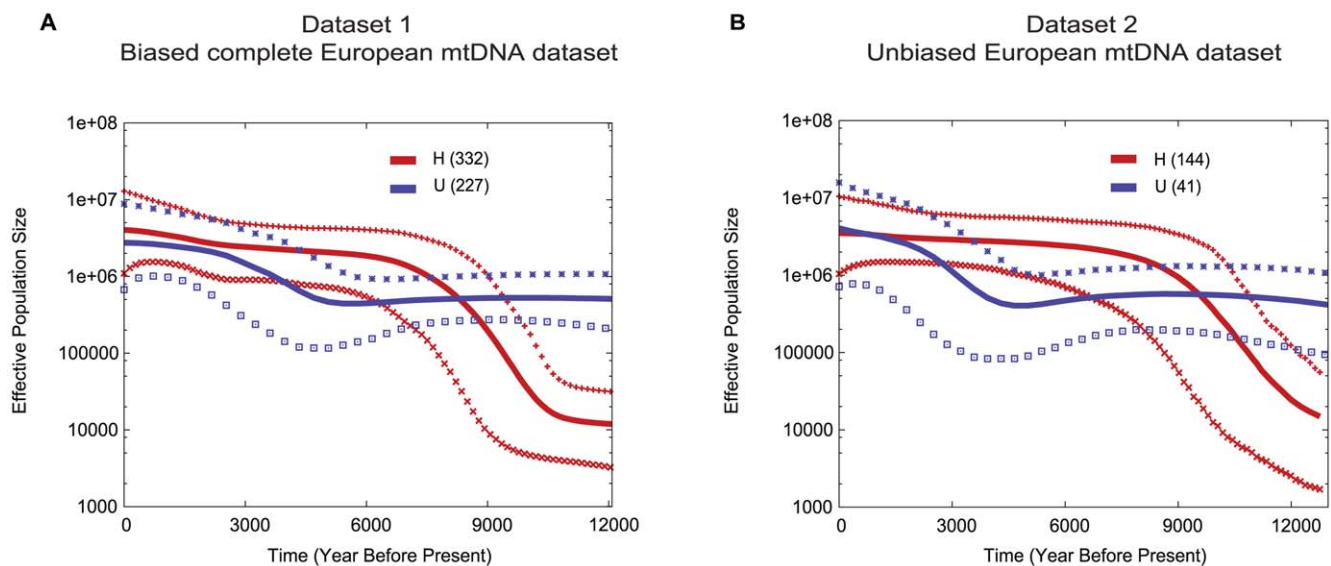 A
Dataset 1
Biased complete European mtDNA dataset
1e+08
1e+07
1e+06
100000
10000
1000
Effective Population Size
H (332)
U (227)
0 3000 6000 9000 12000
Time (Year Before Present)
B
Dataset 2
Unbiased European mtDNA dataset
1e+08
1e+07
1e+06
100000
10000
1000
Effective Population Size
H (144)
U (41)
0 3000 6000 9000 12000
Time (Year Before Present)